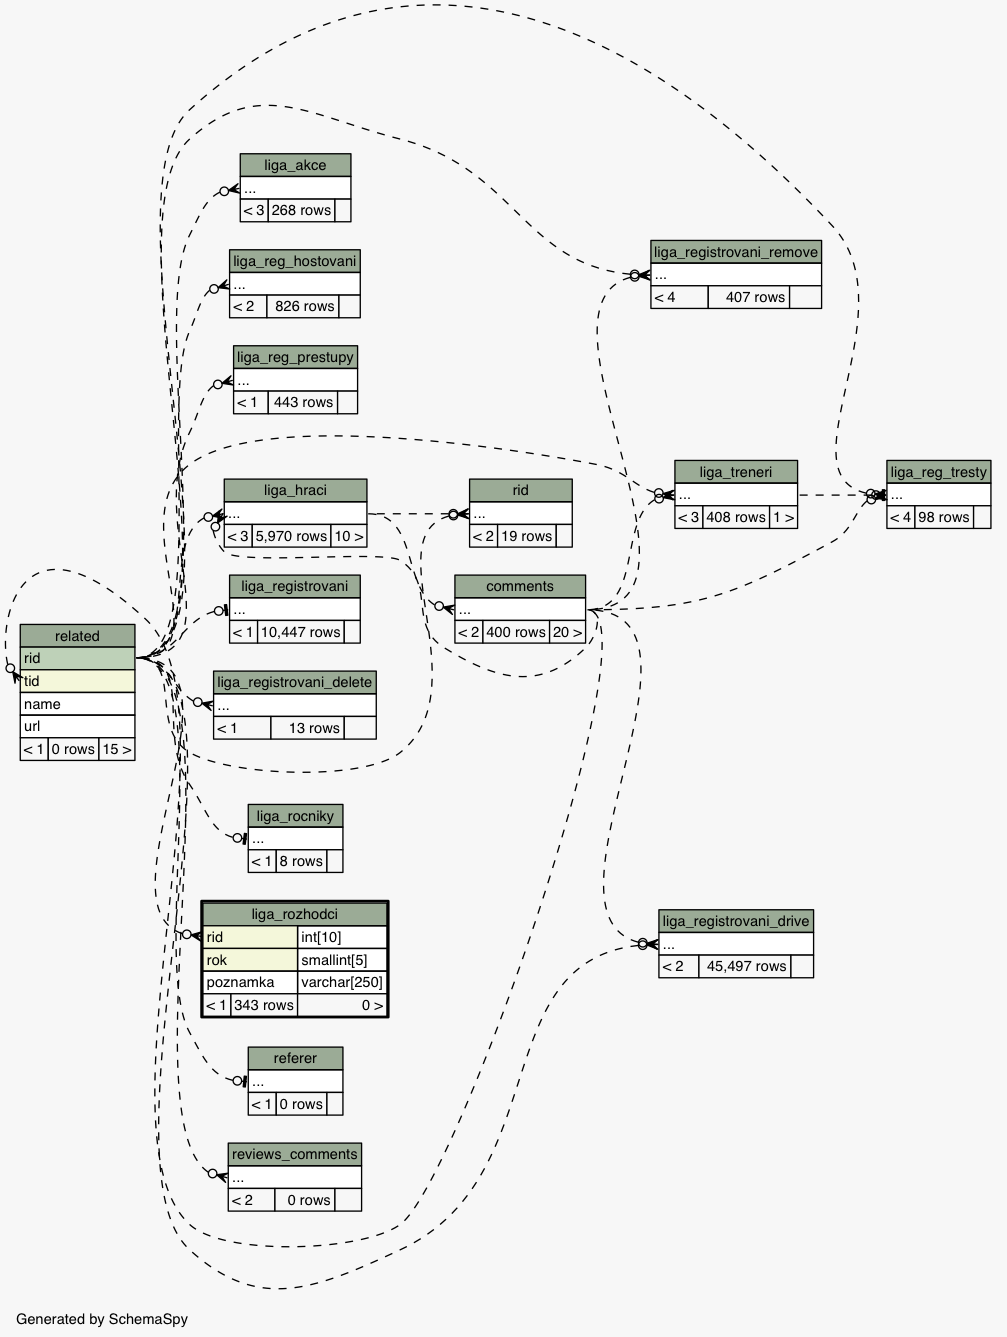 liga_akce
...
< 3 268 rows
liga_reg_hostovani
...
< 2 826 rows
liga_registrovani_remove
...
< 4 407 rows
liga_reg_prestupy
...
< 1 443 rows
liga_hraci
...
< 3 5,970 rows 10 >
rid
...
< 2 19 rows
liga_treneri
...
< 3 408 rows 1 >
liga_reg_tresty
...
< 4 98 rows
liga_registrovani
...
< 1 10,447 rows
comments
...
< 2 400 rows 20 >
related
rid
tid
name
url
< 1 0 rows 15 >
liga_registrovani_delete
...
< 1 13 rows
liga_rocniky
...
< 1 8 rows
liga_rozhodci
rid int[10]
rok smallint[5]
poznamka varchar[250]
< 1 343 rows 0 >
liga_registrovani_drive
...
< 2 45,497 rows
referer
...
< 1 0 rows
reviews_comments
...
< 2 0 rows
Generated by SchemaSpy